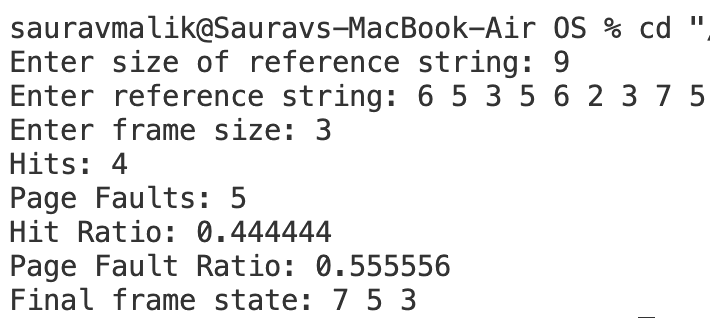 sauravmalik@Sauravs-MacBook-Air OS % cd "/
Enter size of reference string: 9
Enter reference string: 6 5 3 5 6 2 3 7 5
Enter frame size: 3
Hits: 4
Page Faults: 5
Hit Ratio: 0.444444
Page Fault Ratio: 0.555556
Final frame state: 7 5 3